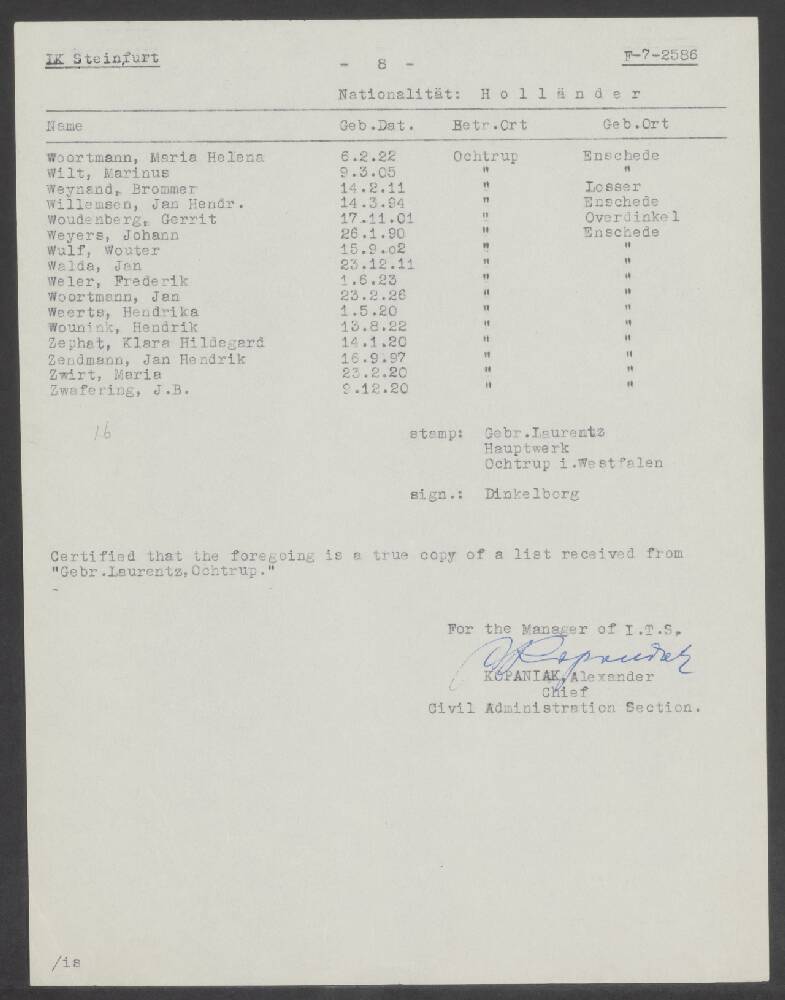 LK Steinfurt
F-7-2586
- 8 -
Nationalität: H o l l ä n d e r
Name Geb.Dat. Betr.Ort Geb.Ort
Woortmann, Maria Helena 6.2.22 Ochtrup Enschede
Wilt, Marinus 9.3.05 "
Weynand, Brommer 14.2.11 " Losser
Willemsen, Jan Hendr. 14.3.94 " Enschede
Woudenberg, Gerrit 17.11.01 " Overdinkel
Weyers, Johann 26.1.90 " Enschede
Wulf, Wouter 15.9.02 " "
Walda, Jan 23.12.11 " "
Weler, Frederik 1.6.23 " "
Woortmann, Jan 23.2.26 " "
Weerts, Hendrika 1.5.20 " "
Wounink, Hendrik 13.8.22 " "
Zephat, Klara Hildegard 14.1.20 " "
Zendmann, Jan Hendrik 16.9.97 " "
Zwirt, Maria 23.2.20 " "
Zwafering, J.B. 9.12.20 " "
16
stamp: Gebr.Laurentz
Hauptwerk
Ochtrup i.Westfalen
sign.: Dinkelborg
Certified that the foregoing is a true copy of a list received from
"Gebr.Laurentz,Ochtrup."
-
For the Manager of I.T.S.
KOPANIAK,Alexander
Chief
Civil Administration Section.
/is